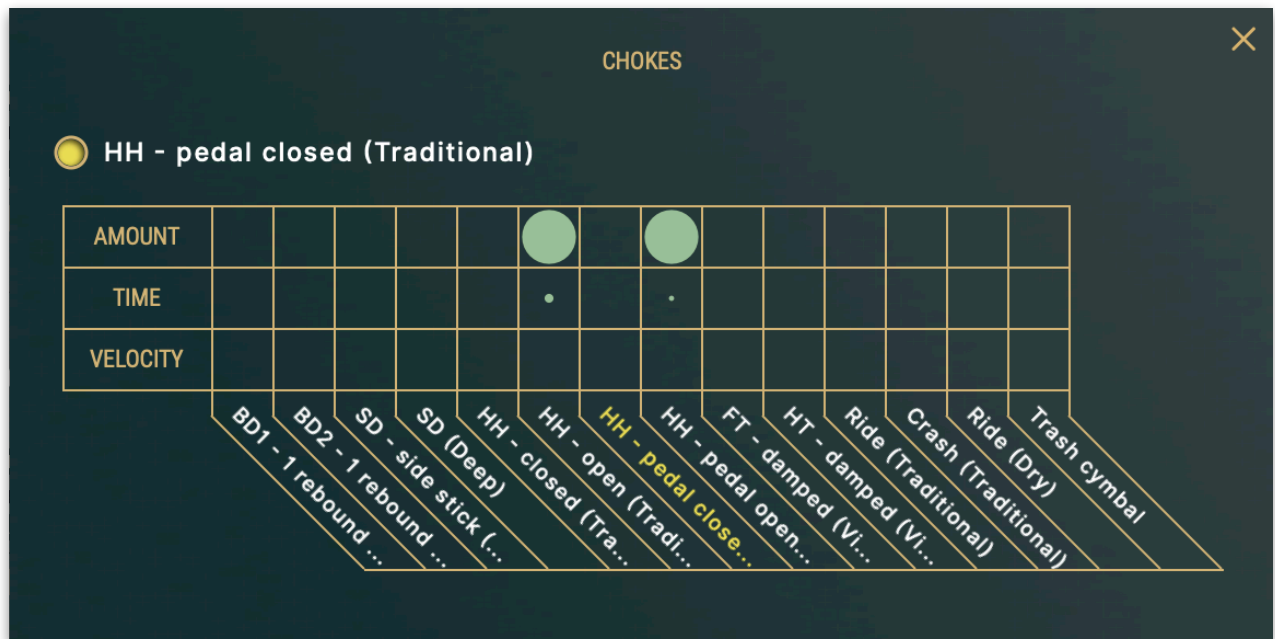 CHOKES
HH - pedal closed (Traditional)
AMOUNT
TIME
VELOCITY
BD1 - 1 rebound ...
BD2 - 1 rebound ...
SD - side stick (...
SD (Deep)
HH - closed (Tra...
HH - open (Tradi...
HH - pedal close...
HH - pedal open...
FT - damped (Vi...
HT - damped (Vi...
Ride (Traditional)
Crash (Traditional)
Ride (Dry)
Trash cymbal